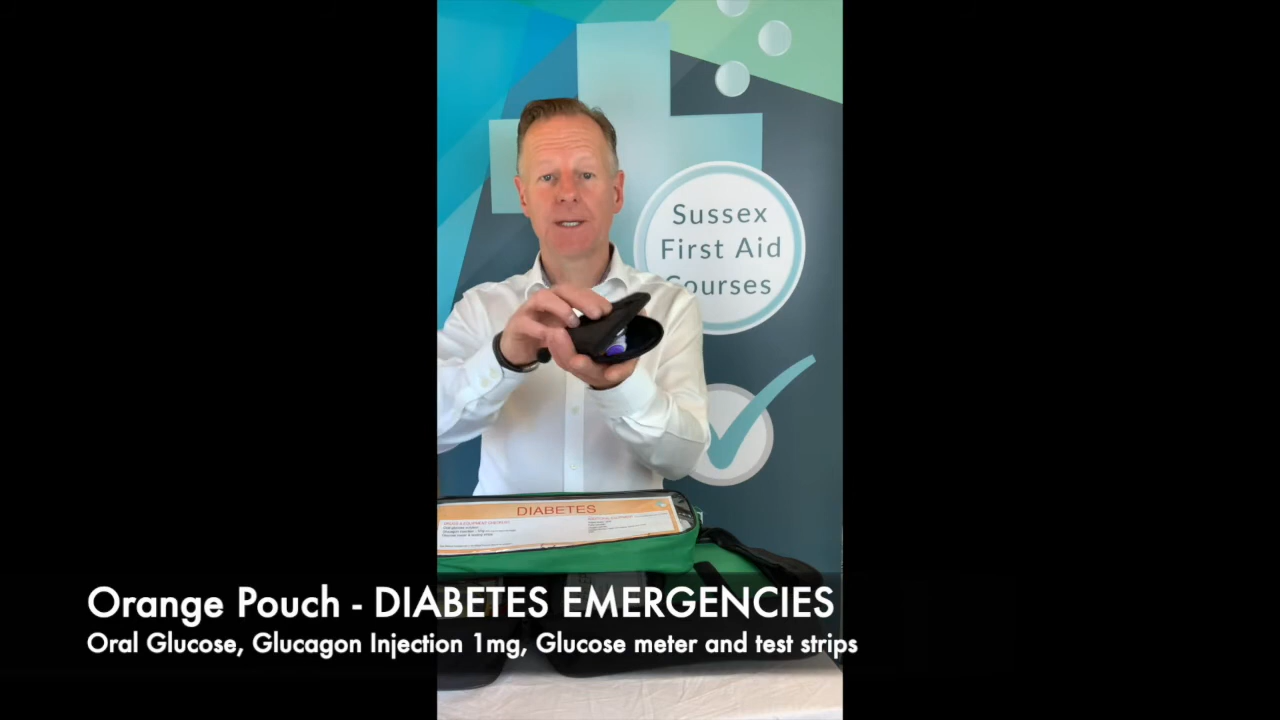 Sussex
First Aid
Courses
DIABETES
Orange Pouch - DIABETES EMERGENCIES
Oral Glucose, Glucagon Injection 1mg, Glucose meter and test strips